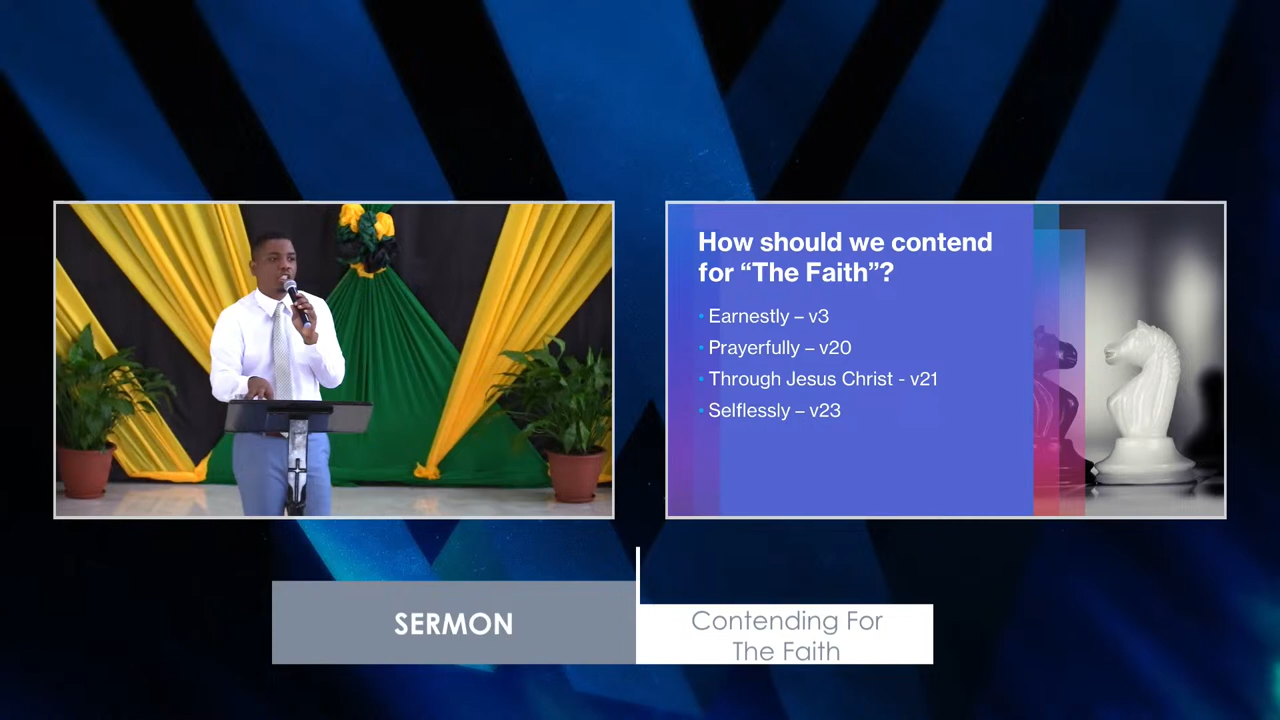 How should we contend
for “The Faith”?
• Earnestly – v3
• Prayerfully – v20
• Through Jesus Christ - v21
• Selflessly – v23
SERMON
Contending For
The Faith